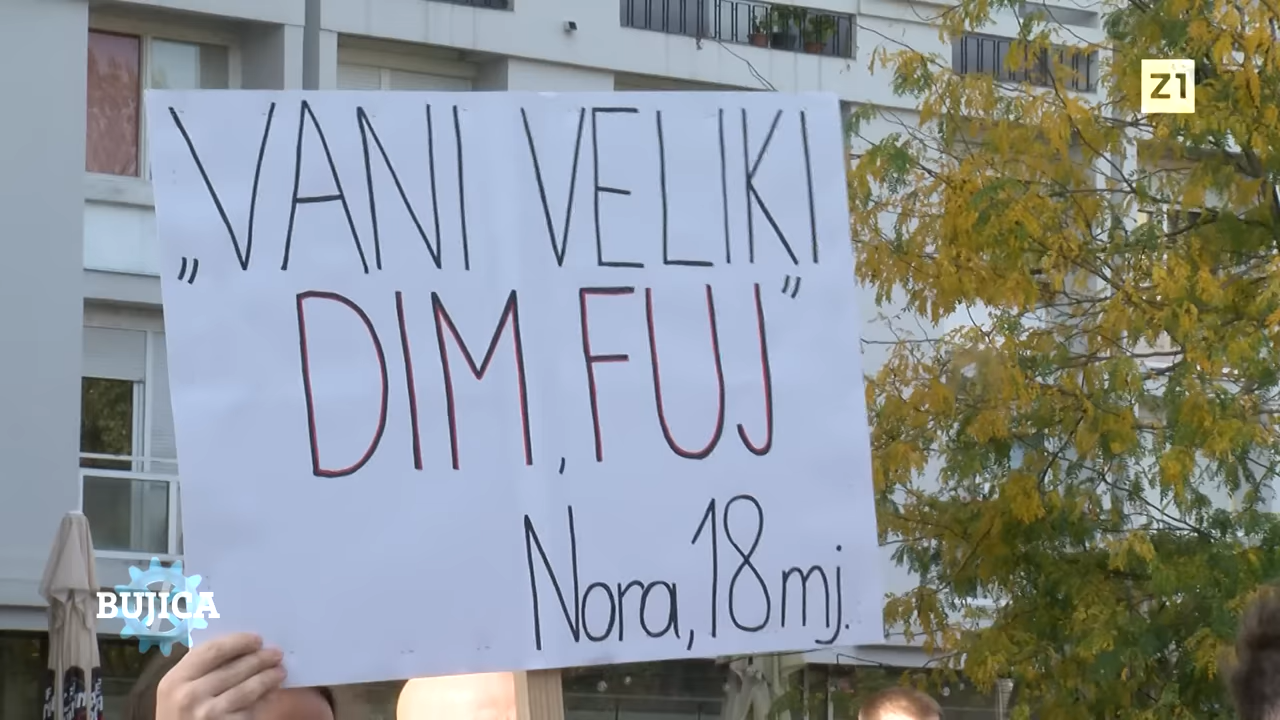 Z1
„VANI VELIKI
DIM, FUJ”
Nora, 18 mj.
BUJICA